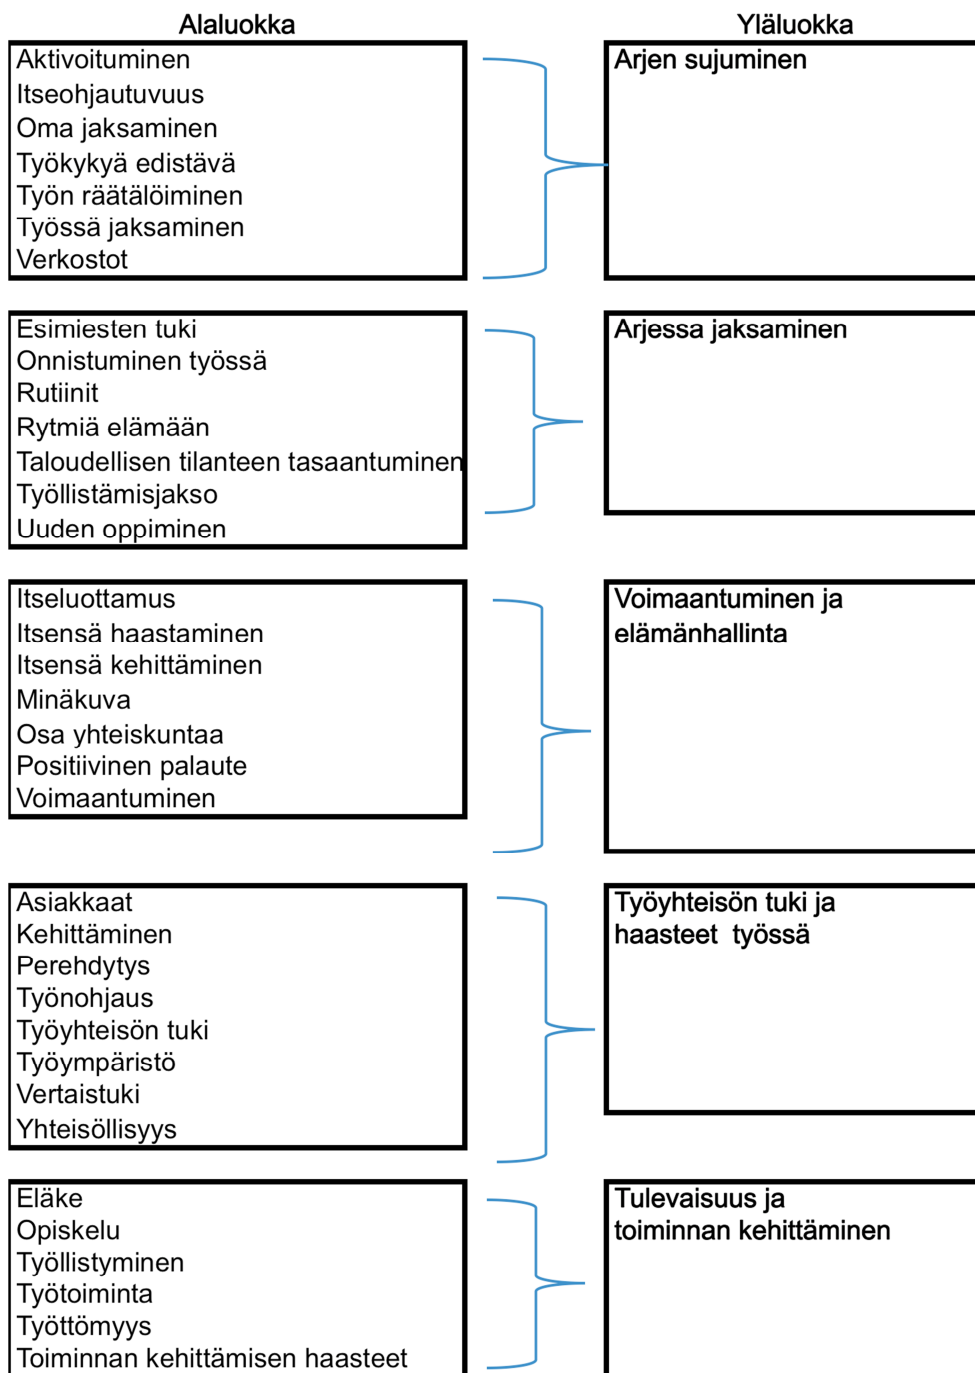 Alaluokka
Yläluokka
Aktivoituminen
Itseohjautuvuus
Oma jaksaminen
Työkykyä edistävä
Työn räätälöiminen
Työssä jaksaminen
Verkostot
Arjen sujuminen
Esimiesten tuki
Onnistuminen työssä
Rutiinit
Rytmiä elämään
Taloudellisen tilanteen tasaantuminen
Työllistämisjakso
Uuden oppiminen
Arjessa jaksaminen
Itseluottamus
Itsensä haastaminen
Itsensä kehittäminen
Minäkuva
Osa yhteiskuntaa
Positiivinen palaute
Voimaantuminen
Voimaantuminen ja
elämänhallinta
Asiakkaat
Kehittäminen
Perehdytys
Työnohjaus
Työyhteisön tuki
Työympäristö
Vertaistuki
Yhteisöllisyys
Työyhteisön tuki ja
haasteet  työssä
Eläke
Opiskelu
Työllistyminen
Työtoiminta
Työttömyys
Toiminnan kehittämisen haasteet
Tulevaisuus ja
toiminnan kehittäminen